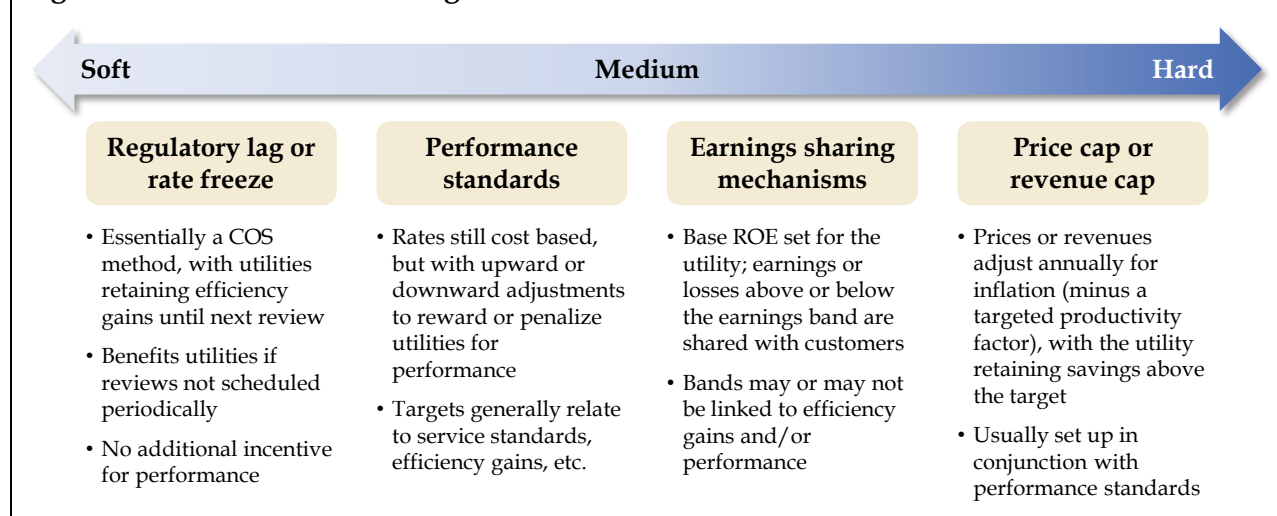 Soft
Medium
Hard
Regulatory lag or
rate freeze
• Essentially a COS
method, with utilities
retaining efficiency
gains until next review
• Benefits utilities if
reviews not scheduled
periodically
• No additional incentive
for performance
Performance
standards
• Rates still cost based,
but with upward or
downward adjustments
to reward or penalize
utilities for
performance
• Targets generally relate
to service standards,
efficiency gains, etc.
Earnings sharing
mechanisms
• Base ROE set for the
utility; earnings or
losses above or below
the earnings band are
shared with customers
• Bands may or may not
be linked to efficiency
gains and/or
performance
Price cap or
revenue cap
• Prices or revenues
adjust annually for
inflation (minus a
targeted productivity
factor), with the utility
retaining savings above
the target
• Usually set up in
conjunction with
performance standards